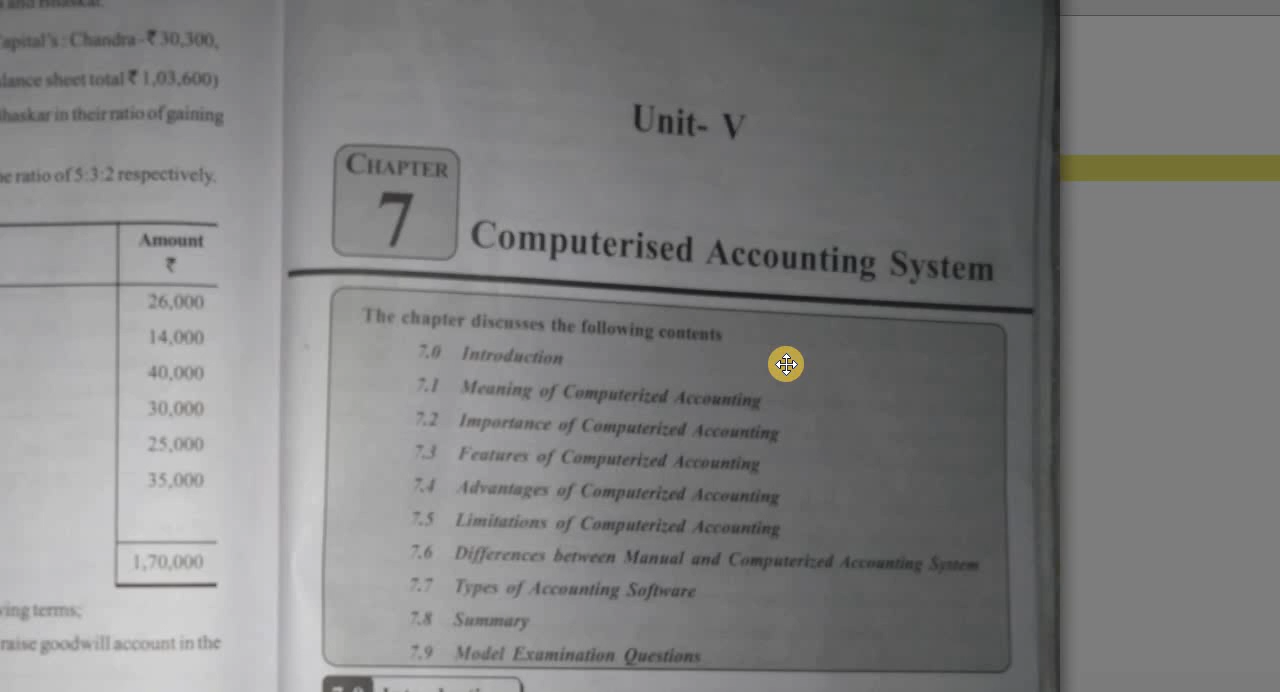 Capital's : Chandra - ₹ 30,300,
lance sheet total ₹ 1,03,600)
haskar in their ratio of gaining
ratio of 5:3:2 respectively.
Amount
₹
26,000
14,000
40,000
30,000
25,000
35,000
1,70,000
terms;
raise goodwill account in the
Unit- V
CHAPTER
7
Computerised Accounting System
The chapter discusses the following contents
7.0 Introduction
7.1 Meaning of Computerized Accounting
7.2 Importance of Computerized Accounting
7.3 Features of Computerized Accounting
7.4 Advantages of Computerized Accounting
7.5 Limitations of Computerized Accounting
7.6 Differences between Manual and Computerized Accounting System
7.7 Types of Accounting Software
7.8 Summary
7.9 Model Examination Questions